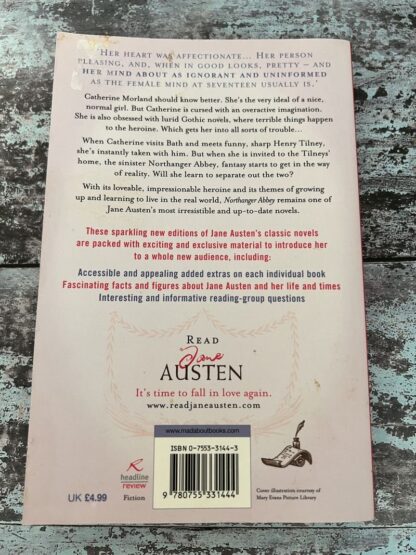 'HER HEART WAS AFFECTIONATE... HER PERSON
PLEASING, AND, WHEN IN GOOD LOOKS, PRETTY – AND
HER MIND ABOUT AS IGNORANT AND UNINFORMED
AS THE FEMALE MIND AT SEVENTEEN USUALLY IS.'
Catherine Morland should know better. She's the very ideal of a nice,
normal girl. But Catherine is cursed with an overactive imagination.
She is also obsessed with lurid Gothic novels, where terrible things happen
to the heroine. Which gets her into all sorts of trouble...
When Catherine visits Bath and meets funny, sharp Henry Tilney,
she's instantly taken with him. But when she is invited to the Tilneys'
home, the sinister Northanger Abbey, fantasy starts to get in the way
of reality. Will she learn to separate out the two?
With its loveable, impressionable heroine and its themes of growing
up and learning to live in the real world, Northanger Abbey remains one of
Jane Austen's most irresistible and up-to-date novels.
These sparkling new editions of Jane Austen's classic novels
are packed with exciting and exclusive material to introduce her
to a whole new audience, including:
Accessible and appealing added extras on each individual book
Fascinating facts and figures about Jane Austen and her life and times
Interesting and informative reading-group questions
READ
Jane
AUSTEN
It's time to fall in love again.
www.readjaneausten.com
www.madaboutbooks.com
ISBN 0-7553-3144-3
9 780755 331444
headline
review
UK £4.99
Fiction
Cover illustration courtesy of
Mary Evans Picture Library